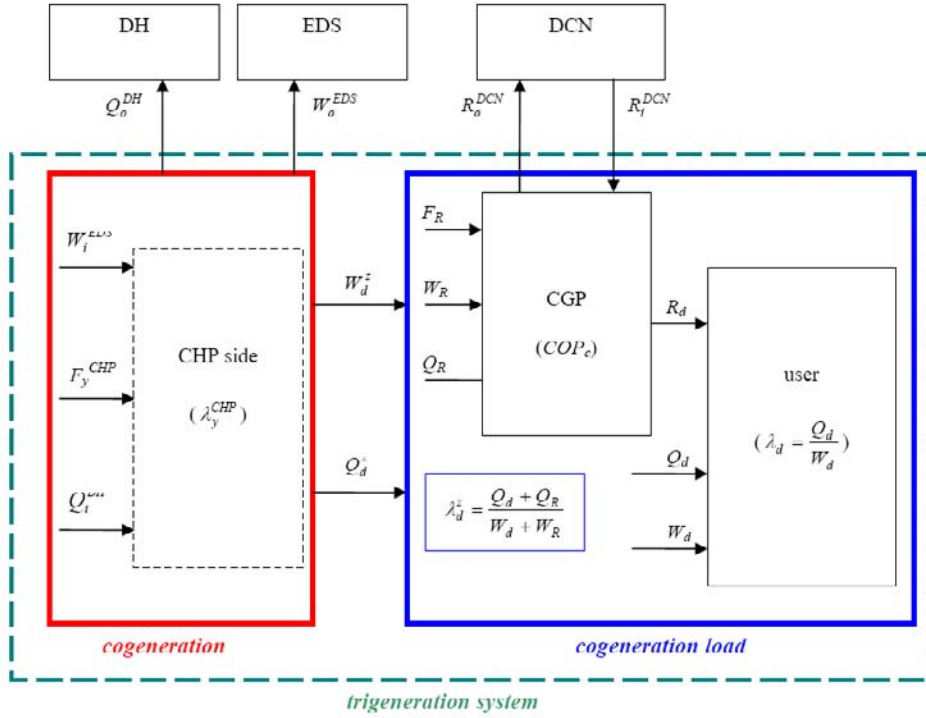 DH
EDS
DCN
Q_o^{DH}
W_o^{EDS}
R_o^{DCN}
R_i^{DCN}
W_i^{EDS}
F_R
W_d^z
W_R
CGP
(COP_c)
R_d
CHP side
(λ_y^{CHP})
F_y^{CHP}
Q_R
user
(λ_d = \frac{Q_d}{W_d})
Q_d
Q_i^{DH}
λ_d^z = \frac{Q_d + Q_R}{W_d + W_R}
Q_d
W_d
cogeneration
cogeneration load
trigeneration system